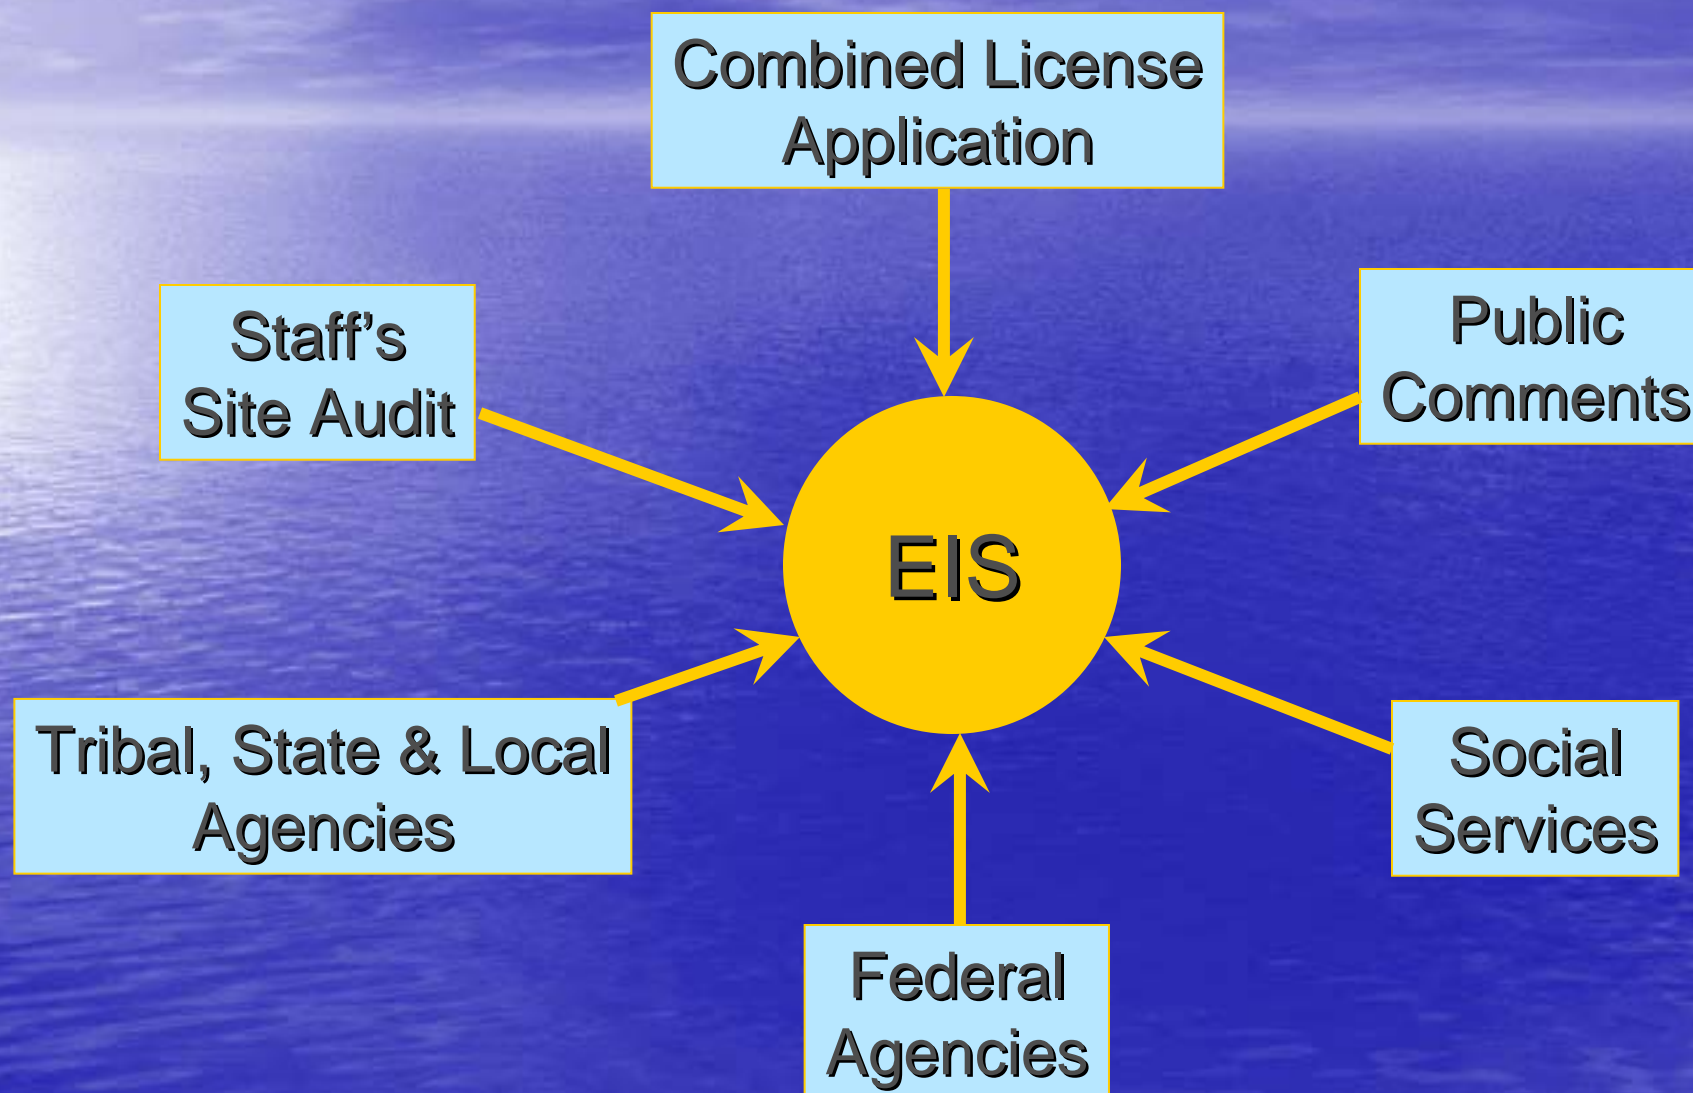 Combined License
Application
Staff’s
Site Audit
Public
Comments
EIS
Tribal, State & Local
Agencies
Social
Services
Federal
Agencies